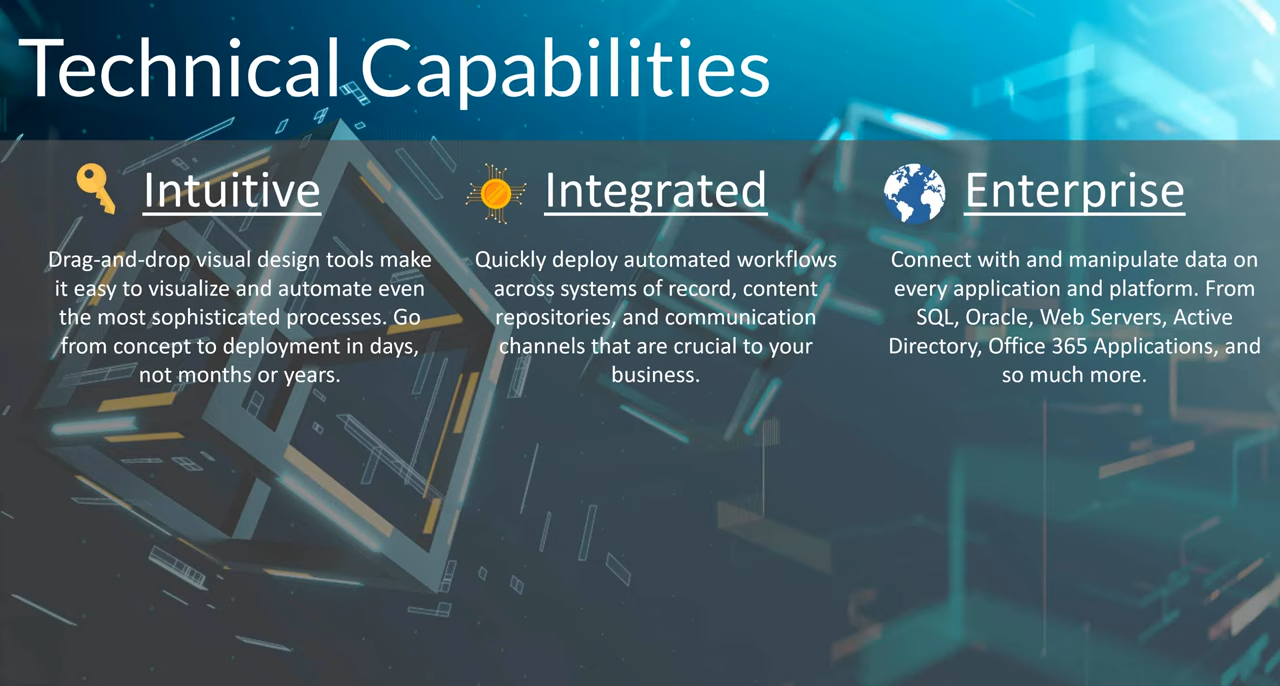 Technical Capabilities
Intuitive
Drag-and-drop visual design tools make
it easy to visualize and automate even
the most sophisticated processes. Go
from concept to deployment in days,
not months or years.
Integrated
Quickly deploy automated workflows
across systems of record, content
repositories, and communication
channels that are crucial to your
business.
Enterprise
Connect with and manipulate data on
every application and platform. From
SQL, Oracle, Web Servers, Active
Directory, Office 365 Applications, and
so much more.